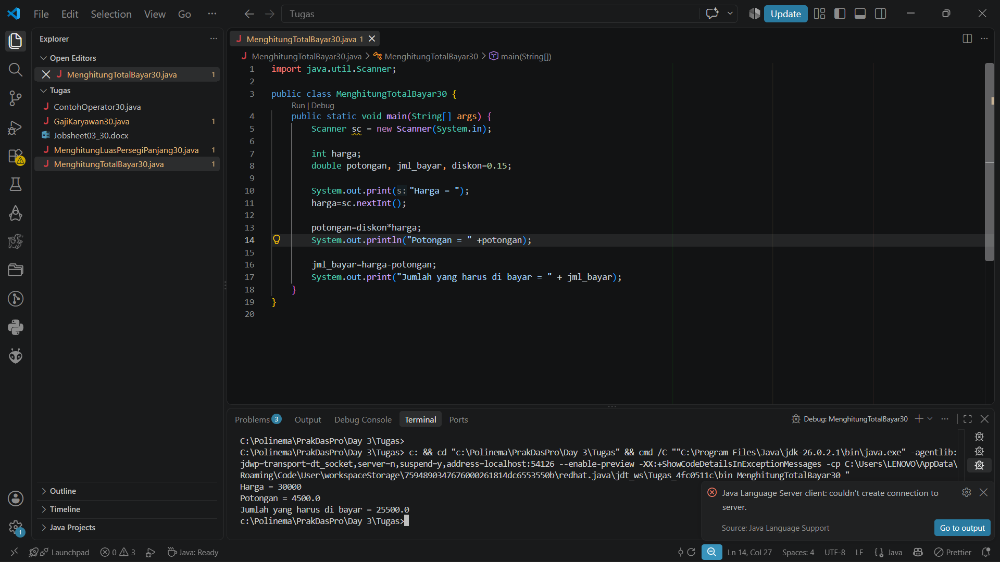 File Edit Selection View Go ··· Tugas Update
Explorer ···
Open Editors
MenghitungTotalBayar30.java 1
Tugas
ContohOperator30.java
GajiKaryawan30.java 1
Jobsheet03_30.docx
MenghitungLuasPersegiPanjang30.java 1
MenghitungTotalBayar30.java 1
Outline
Timeline
Java Projects
1
MenghitungTotalBayar30.java 1
MenghitungTotalBayar30.java > MenghitungTotalBayar30 > main(String[])
1 import java.util.Scanner;
2
3 public class MenghitungTotalBayar30 {
Run | Debug
4 public static void main(String[] args) {
5 Scanner sc = new Scanner(System.in);
6
7 int harga;
8 double potongan, jml_bayar, diskon=0.15;
9
10 System.out.print(s: "Harga = ");
11 harga=sc.nextInt();
12
13 potongan=diskon*harga;
14 System.out.println("Potongan = " +potongan);
15
16 jml_bayar=harga-potongan;
17 System.out.print("Jumlah yang harus di bayar = " + jml_bayar);
18 }
19 }
20
Problems 3 Output Debug Console Terminal Ports Debug: MenghitungTotalBayar30 ···
C:\Polinema\PrakDasPro\Day 3\Tugas>
C:\Polinema\PrakDasPro\Day 3\Tugas> c: && cd "c:\Polinema\PrakDasPro\Day 3\Tugas" && cmd /C ""C:\Program Files\Java\jdk-26.0.2.1\bin\java.exe" -agentlib:
jdwp=transport=dt_socket,server=n,suspend=y,address=localhost:54126 --enable-preview -XX:+ShowCodeDetailsInExceptionMessages -cp C:\Users\LENOVO\AppData\
Roaming\Code\User\workspaceStorage\7594890347676000261814dc6553550b\redhat.java\jdt_ws\Tugas_4fc0511c\bin MenghitungTotalBayar30 "
Harga = 30000
Potongan = 4500.0
Jumlah yang harus di bayar = 25500.0
c:\Polinema\PrakDasPro\Day 3\Tugas>
Java Language Server client: couldn't create connection to
server.
Source: Java Language Support Go to output
Launchpad 0 3 Java: Ready Ln 14, Col 27 Spaces: 4 UTF-8 LF {} Java Prettier